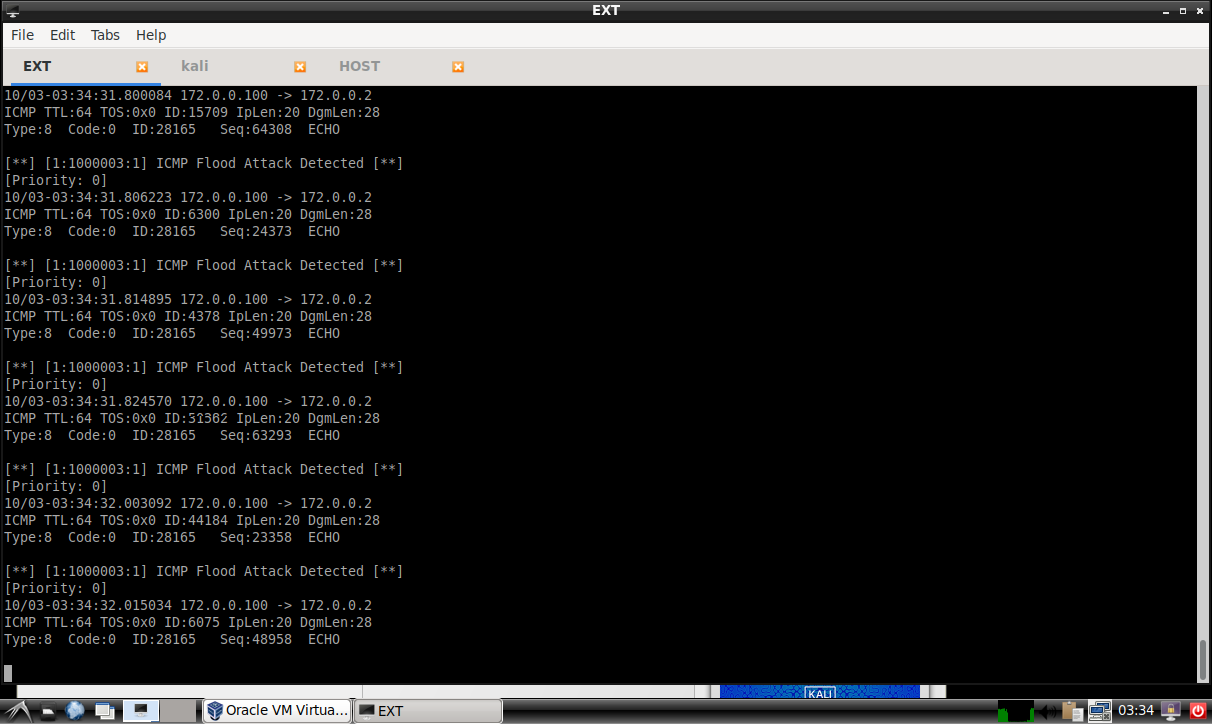 EXT
File Edit Tabs Help
EXT kali HOST
10/03-03:34:31.800084 172.0.0.100 -> 172.0.0.2
ICMP TTL:64 TOS:0x0 ID:15709 IpLen:20 DgmLen:28
Type:8  Code:0  ID:28165   Seq:64308  ECHO
[**] [1:1000003:1] ICMP Flood Attack Detected [**]
[Priority: 0]
10/03-03:34:31.806223 172.0.0.100 -> 172.0.0.2
ICMP TTL:64 TOS:0x0 ID:6300 IpLen:20 DgmLen:28
Type:8  Code:0  ID:28165   Seq:24373  ECHO
[**] [1:1000003:1] ICMP Flood Attack Detected [**]
[Priority: 0]
10/03-03:34:31.814895 172.0.0.100 -> 172.0.0.2
ICMP TTL:64 TOS:0x0 ID:4378 IpLen:20 DgmLen:28
Type:8  Code:0  ID:28165   Seq:49973  ECHO
[**] [1:1000003:1] ICMP Flood Attack Detected [**]
[Priority: 0]
10/03-03:34:31.824570 172.0.0.100 -> 172.0.0.2
ICMP TTL:64 TOS:0x0 IpLen:20 DgmLen:28
Type:8  Code:0  ID:28165   Seq:63293  ECHO
[**] [1:1000003:1] ICMP Flood Attack Detected [**]
[Priority: 0]
10/03-03:34:32.003092 172.0.0.100 -> 172.0.0.2
ICMP TTL:64 TOS:0x0 ID:44184 IpLen:20 DgmLen:28
Type:8  Code:0  ID:28165   Seq:23358  ECHO
[**] [1:1000003:1] ICMP Flood Attack Detected [**]
[Priority: 0]
10/03-03:34:32.015034 172.0.0.100 -> 172.0.0.2
ICMP TTL:64 TOS:0x0 ID:6075 IpLen:20 DgmLen:28
Type:8  Code:0  ID:28165   Seq:48958  ECHO
KALI
Oracle VM Virtua... EXT 03:34